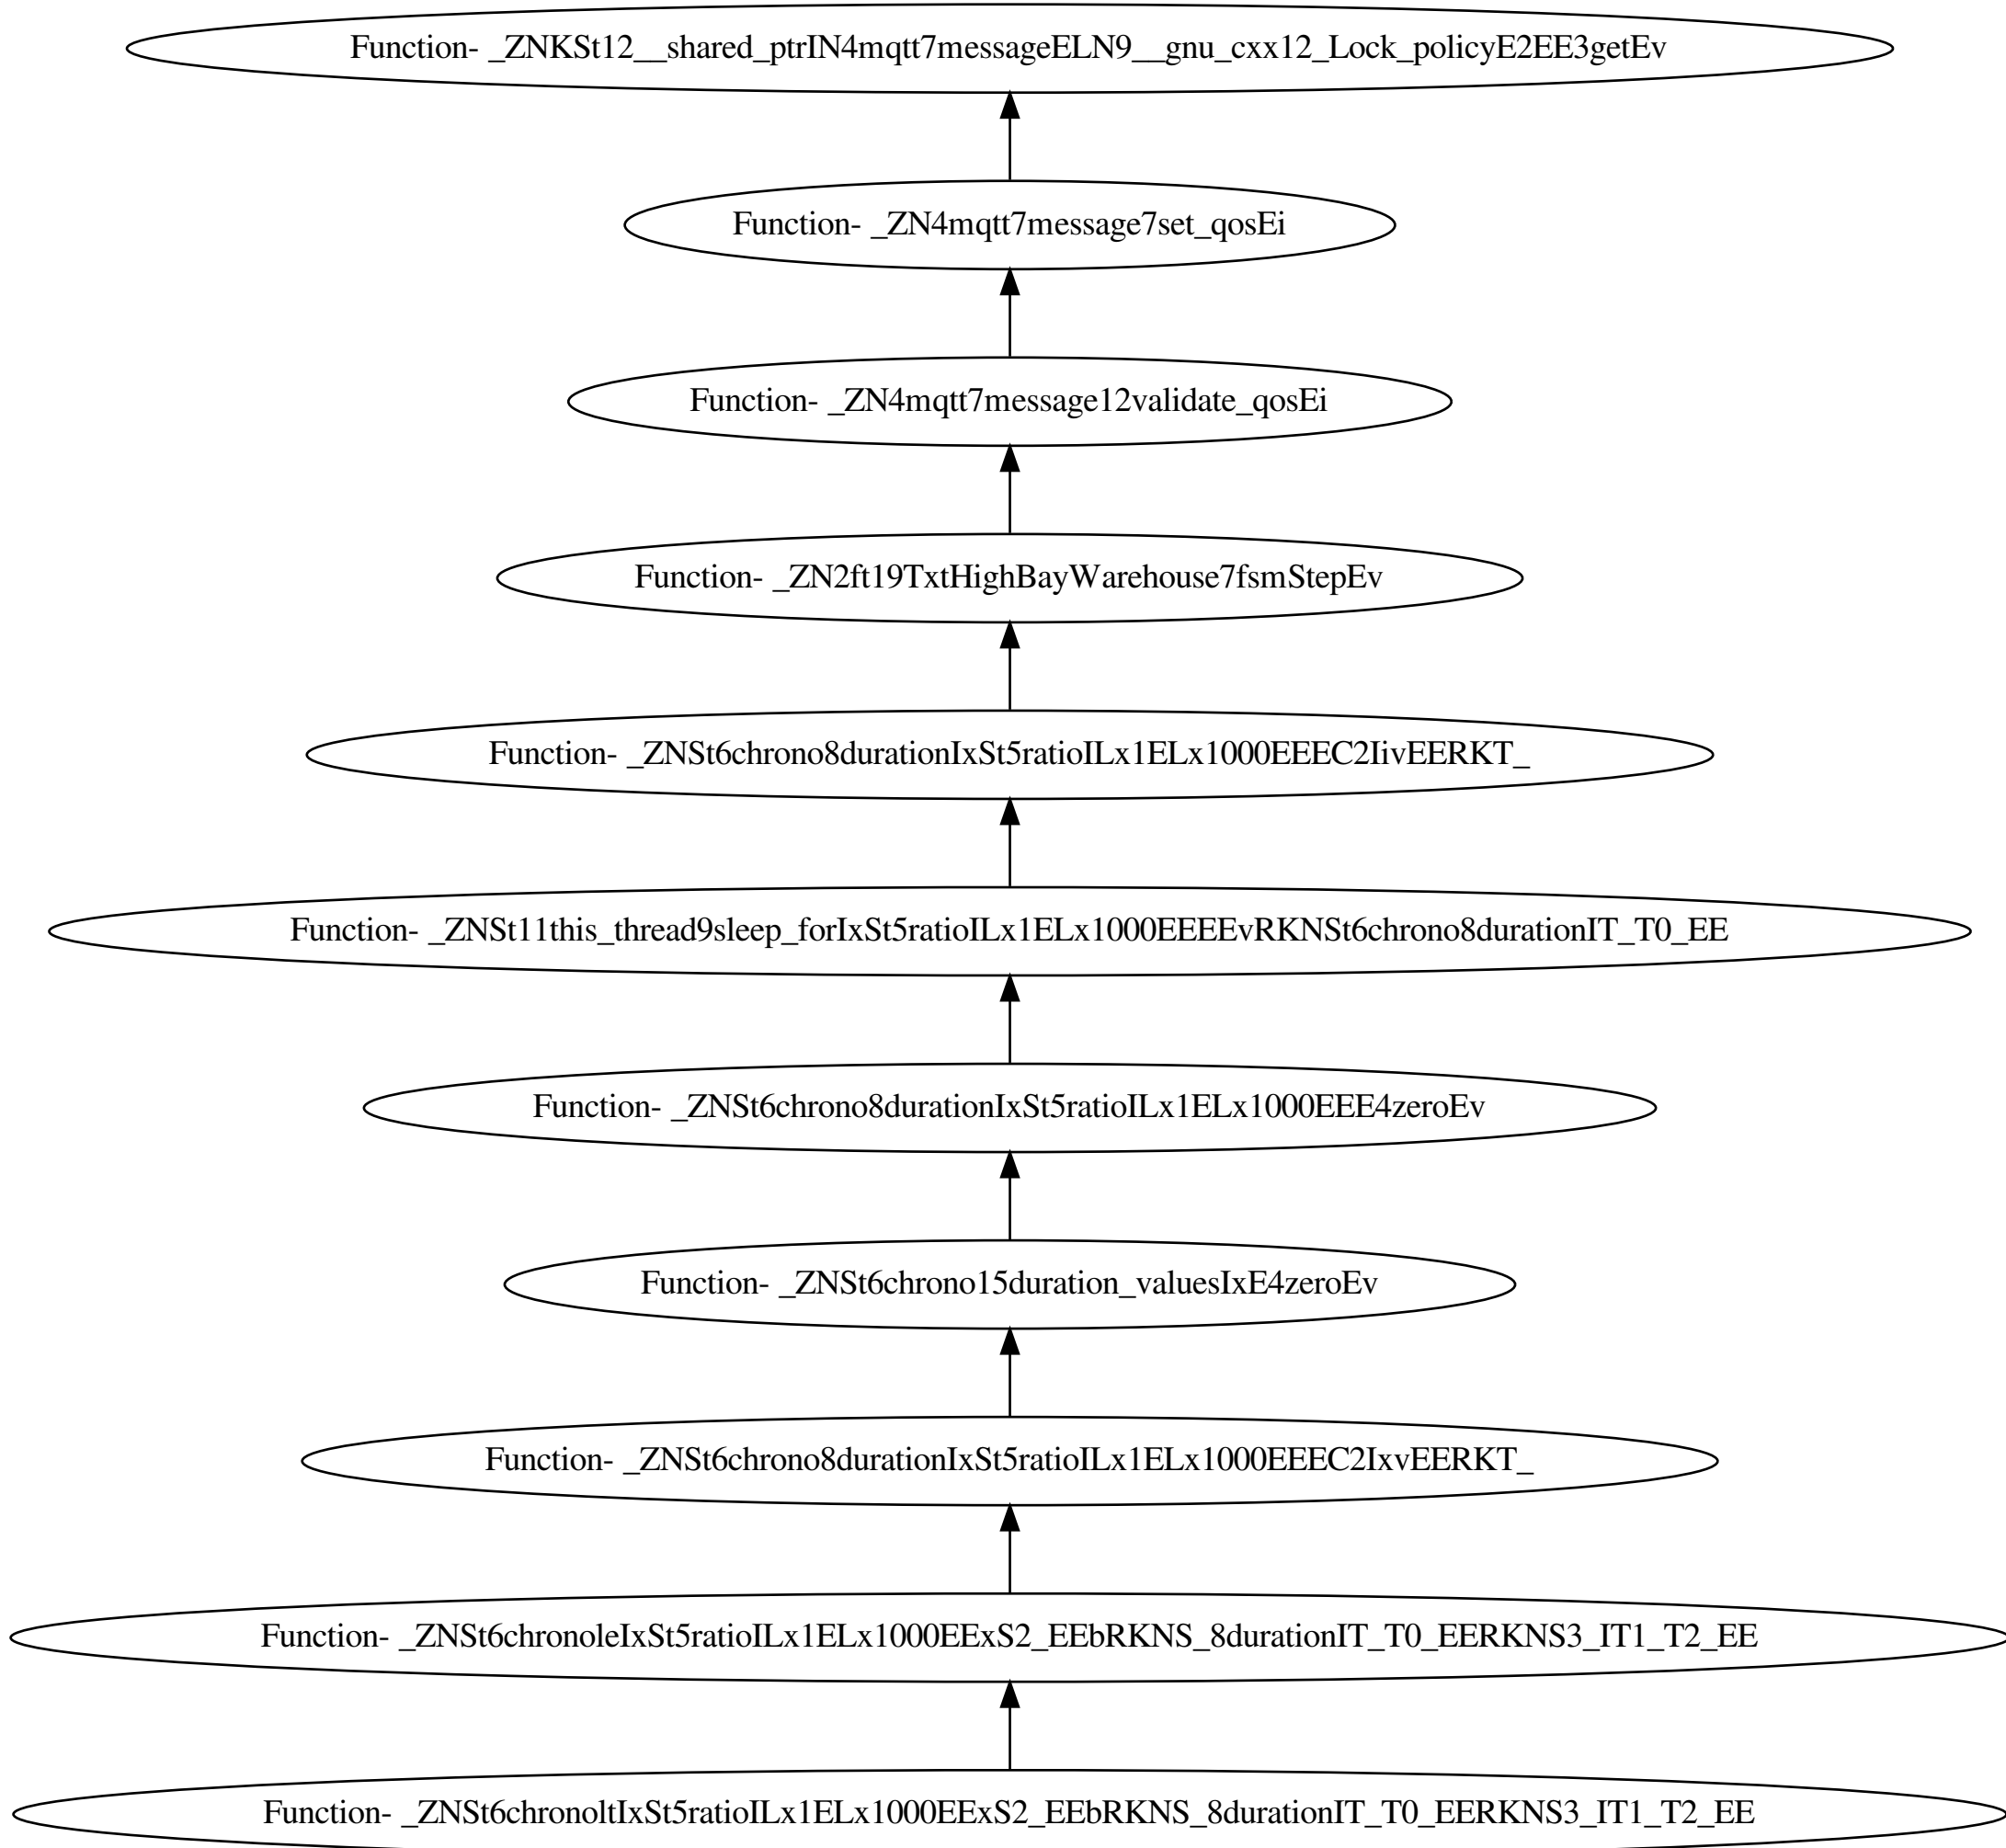 Function- _ZNKSt12__shared_ptrIN4mqtt7messageELN9__gnu_cxx12_Lock_policyE2EE3getEv
Function- _ZN4mqtt7message7set_qosEi
Function- _ZN4mqtt7message12validate_qosEi
Function- _ZN2ft19TxtHighBayWarehouse7fsmStepEv
Function- _ZNSt6chrono8durationIxSt5ratioILx1ELx1000EEEC2IivEERKT_
Function- _ZNSt11this_thread9sleep_forIxSt5ratioILx1ELx1000EEEEvRKNSt6chrono8durationIT_T0_EE
Function- _ZNSt6chrono8durationIxSt5ratioILx1ELx1000EEE4zeroEv
Function- _ZNSt6chrono15duration_valuesIxE4zeroEv
Function- _ZNSt6chrono8durationIxSt5ratioILx1ELx1000EEEC2IxvEERKT_
Function- _ZNSt6chronoleIxSt5ratioILx1ELx1000EExS2_EEbRKNS_8durationIT_T0_EERKNS3_IT1_T2_EE
Function- _ZNSt6chronoltIxSt5ratioILx1ELx1000EExS2_EEbRKNS_8durationIT_T0_EERKNS3_IT1_T2_EE